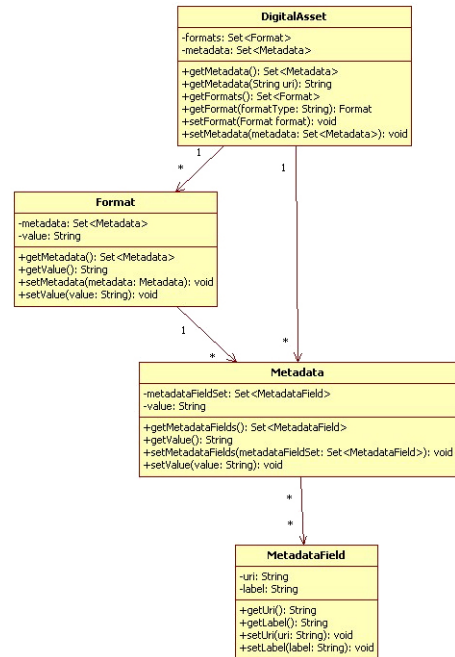 DigitalAsset
-formats: Set<Format>
-metadata: Set<Metadata>
+getMetadata(): Set<Metadata>
+getMetadata(String uri): String
+getFormats(): Set<Format>
+getFormat(formatType: String): Format
+setFormat(Format format): void
+setMetadata(metadata: Set<Metadata>): void
1
1
*
Format
-metadata: Set<Metadata>
-value: String
+getMetadata(): Set<Metadata>
+getValue(): String
+setMetadata(metadata: Metadata): void
+setValue(value: String): void
1
*
*
Metadata
-metadataFieldSet: Set<MetadataField>
-value: String
+getMetadataFields(): Set<MetadataField>
+getValue(): String
+setMetadataFields(metadataFieldSet: Set<MetadataField>): void
+setValue(value: String): void
*
*
MetadataField
-uri: String
-label: String
+getUri(): String
+getLabel(): String
+setUri(uri: String): void
+setLabel(label: String): void